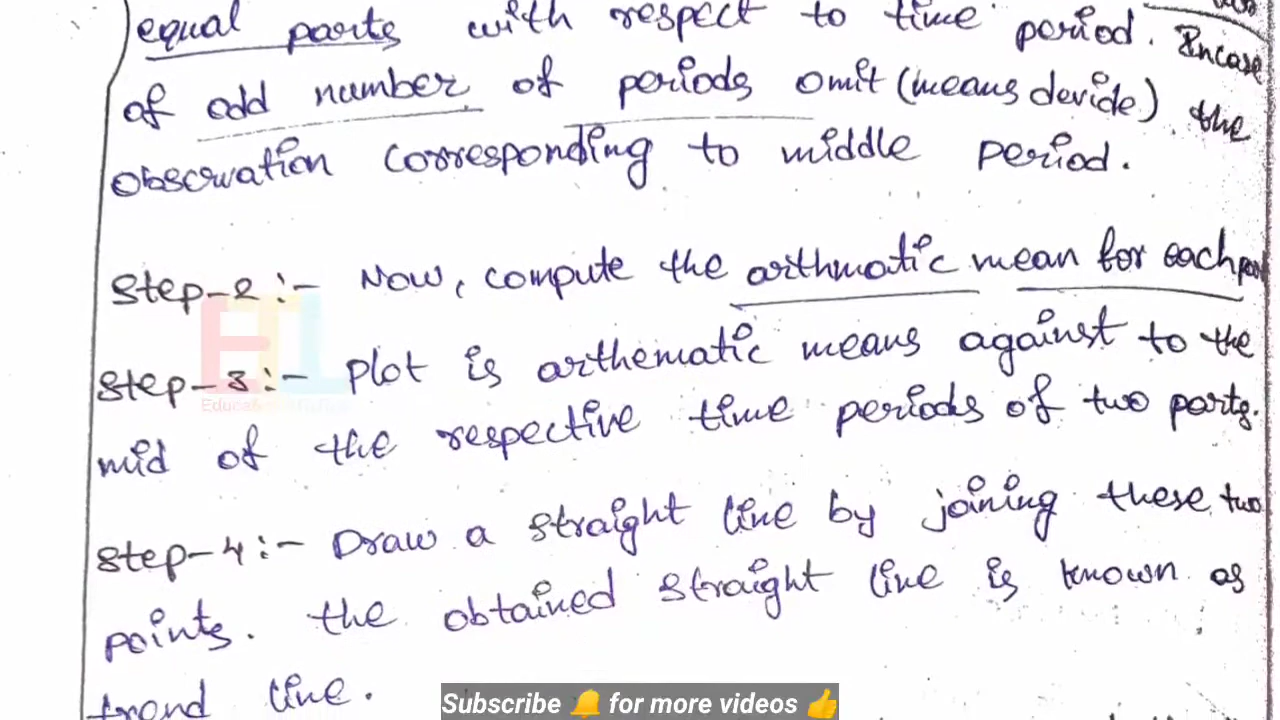 equal parts with respect to time period. Incase
of odd number of periods omit (means devide) the
observation corresponding to middle period.
Step-2:- Now, compute the arithmatic mean for each part
Step-3:- plot is arthematic means against to the
mid of the respective time periods of two parts.
Step-4:- Draw a straight line by joining these two
points. the obtained straight line is known as
trend line.
Subscribe 🔔 for more videos 👍